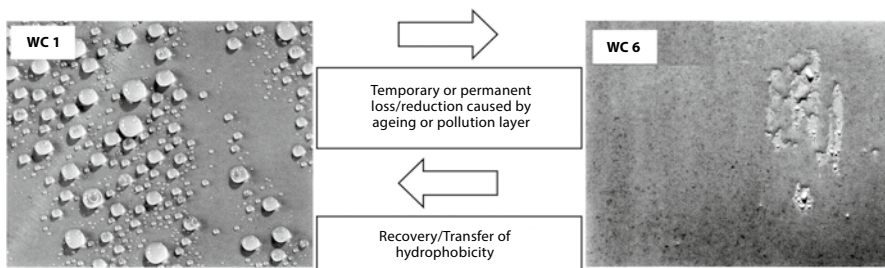 WC 1
WC 6
Temporary or permanent
loss/reduction caused by
ageing or pollution layer
Recovery/Transfer of
hydrophobicity